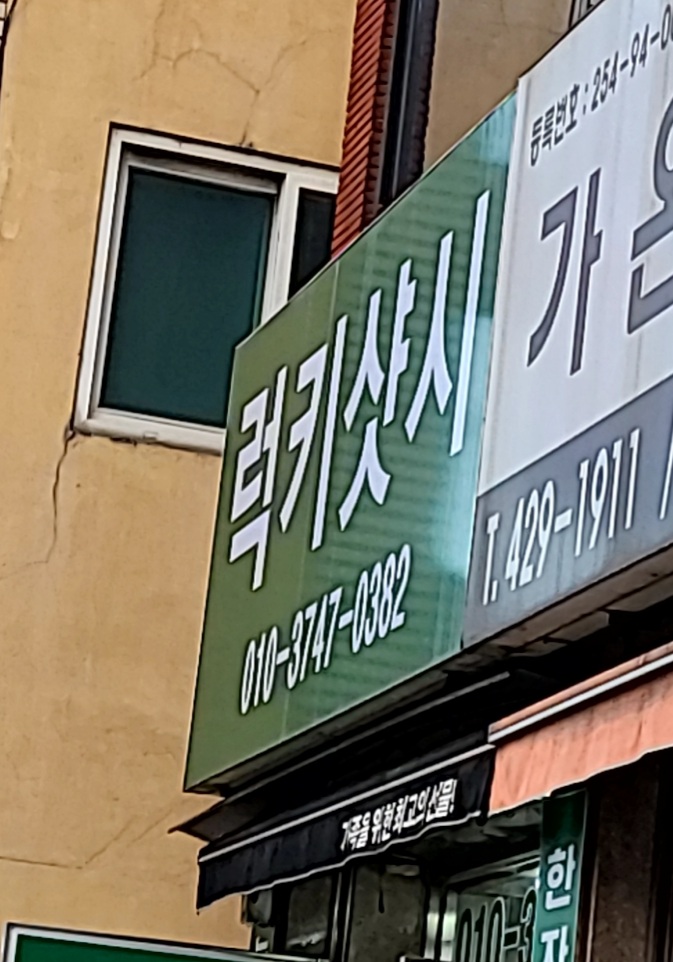 럭키샷시
010-3747-0382
등록번호 : 254-94-0
가온
T. 429-1911 /
가족을 위한 최고의 선물!
한
010-3